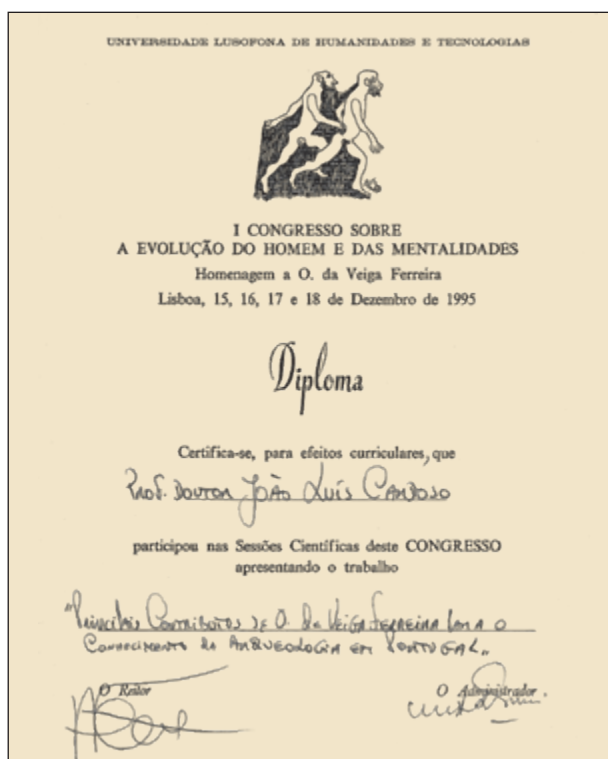 UNIVERSIDADE LUSOFONA DE HUMANIDADES E TECNOLOGIAS
I CONGRESSO SOBRE
A EVOLUÇÃO DO HOMEM E DAS MENTALIDADES
Homenagem a O. da Veiga Ferreira
Lisboa, 15, 16, 17 e 18 de Dezembro de 1995
Diploma
Certifica-se, para efeitos curriculares, que
Prof. Doutor João Luís Cardoso
participou nas Sessões Científicas deste CONGRESSO
apresentando o trabalho
"Principais Contributos de O. da Veiga Ferreira para o
Conhecimento da Arqueologia em Portugal"
O Reitor O Administrador